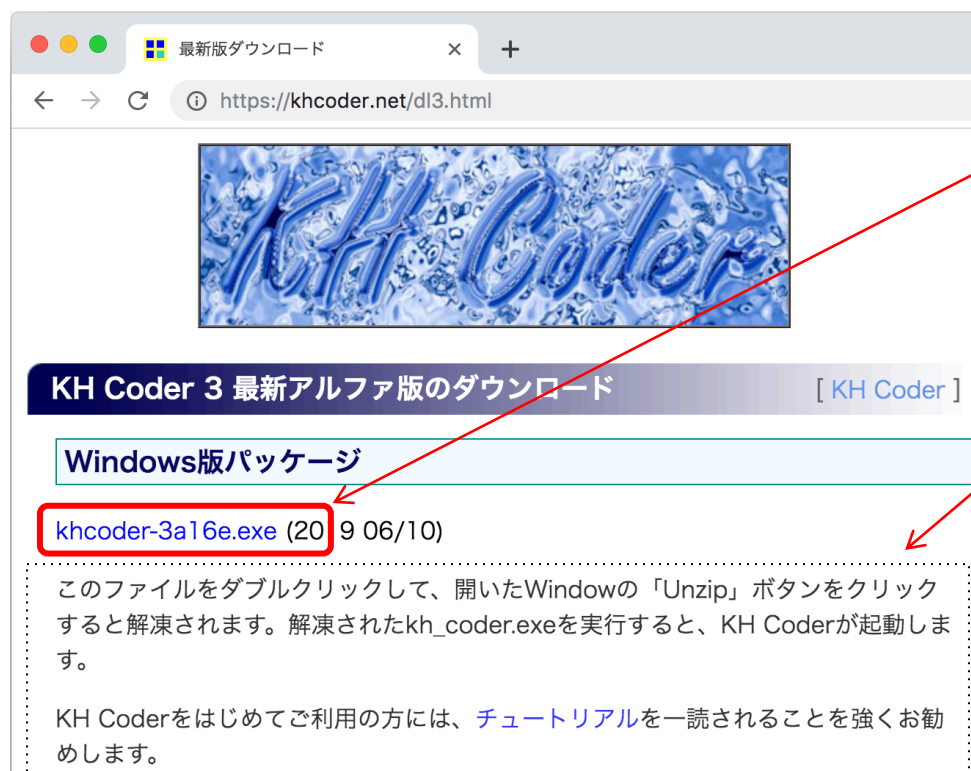 最新版ダウンロード
https://khcoder.net/dl3.html
KH Coder
KH Coder 3 最新アルファ版のダウンロード [ KH Coder ]
Windows版パッケージ
khcoder-3a16e.exe (20 9 06/10)
このファイルをダブルクリックして、開いたWindowの「Unzip」ボタンをクリック
すると解凍されます。解凍されたkh_coder.exeを実行すると、KH Coderが起動しま
す。
KH Coderをはじめてご利用の方には、チュートリアルを一読されることを強くお勧
めします。